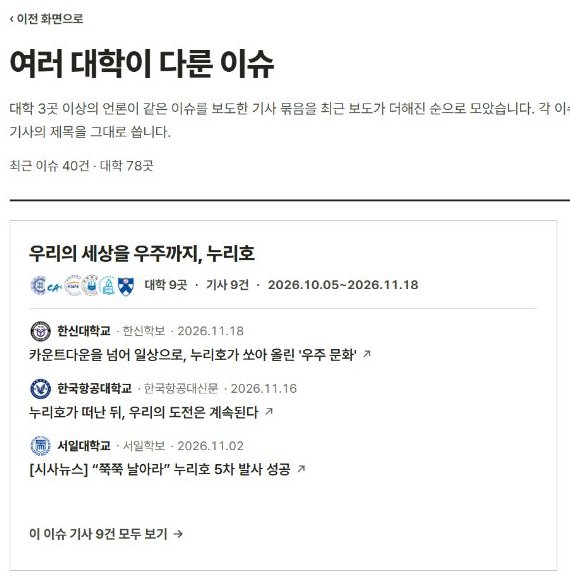 ‹ 이전 화면으로
여러 대학이 다룬 이슈
대학 3곳 이상의 언론이 같은 이슈를 보도한 기사 묶음을 최근 보도가 더해진 순으로 모았습니다. 각
기사의 제목을 그대로 씁니다.
최근 이슈 40건 · 대학 78곳
우리의 세상을 우주까지, 누리호
대학 9곳 · 기사 9건 · 2026.10.05~2026.11.18
한신대학교 · 한신학보 · 2026.11.18
카운트다운을 넘어 일상으로, 누리호가 쏘아 올린 '우주 문화' ↗
한국항공대학교 · 한국항공대신문 · 2026.11.16
누리호가 떠난 뒤, 우리의 도전은 계속된다 ↗
서일대학교 · 서일학보 · 2026.11.02
[시사뉴스] “쭉쭉 날아라” 누리호 5차 발사 성공 ↗
이 이슈 기사 9건 모두 보기 →